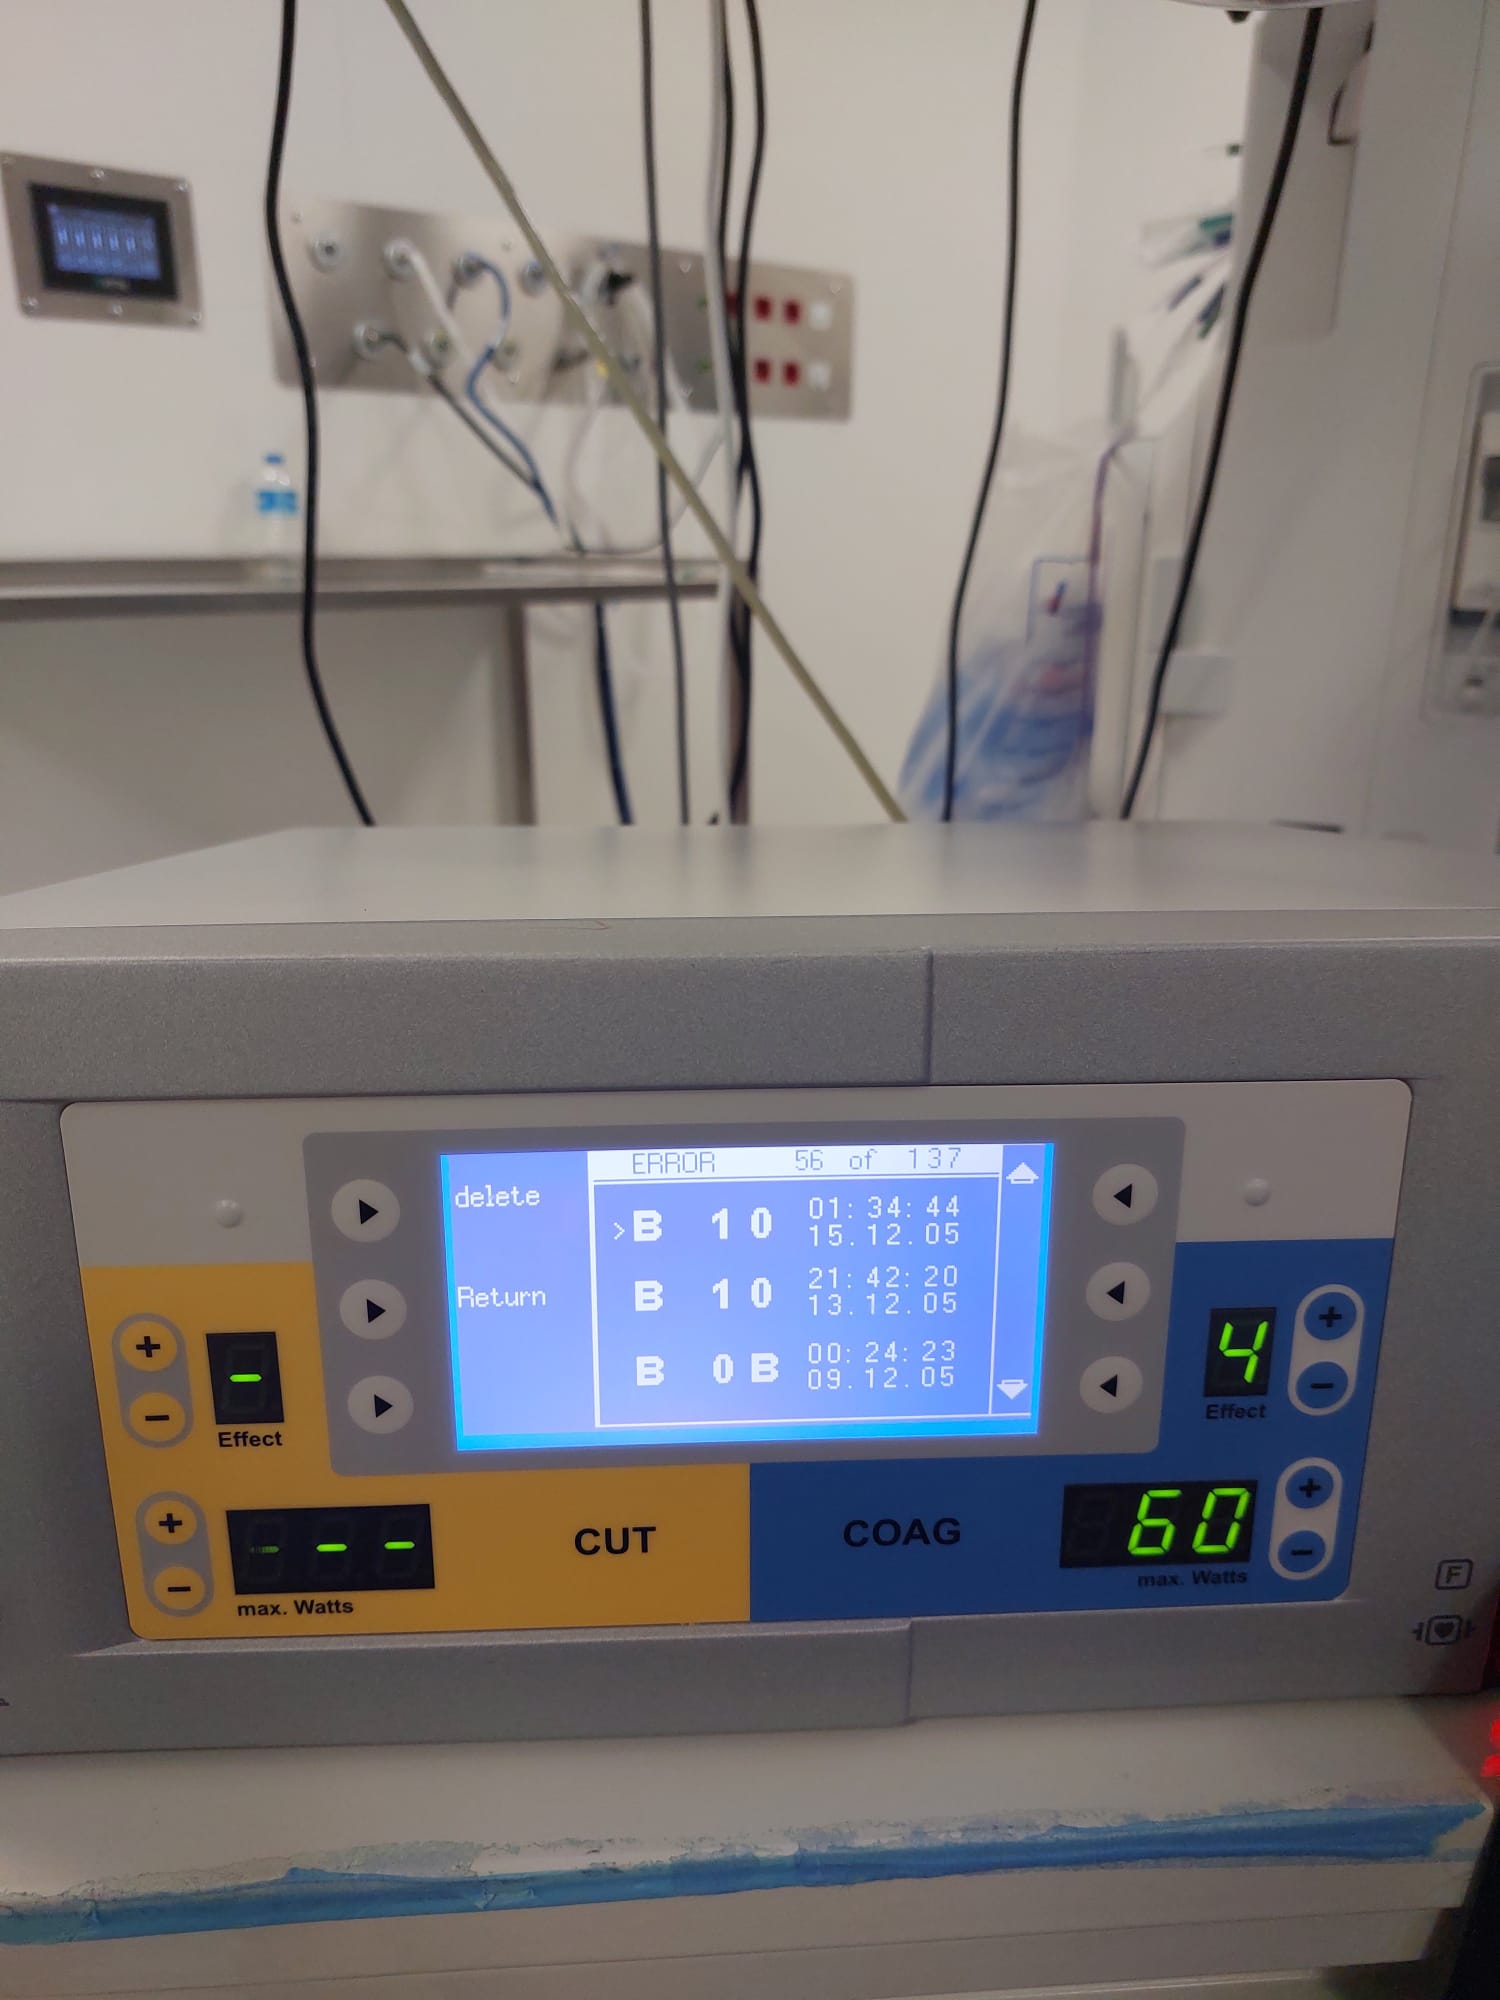 ERROR 56 of 137
delete
>B 10 01:34:44
15.12.05
Return
B 10 21:42:20
13.12.05
B 0B 00:24:23
09.12.05
+
-
-
Effect
+
-
- - -
max. Watts
CUT
COAG
4
Effect
+
-
60
max. Watts
+
-
F